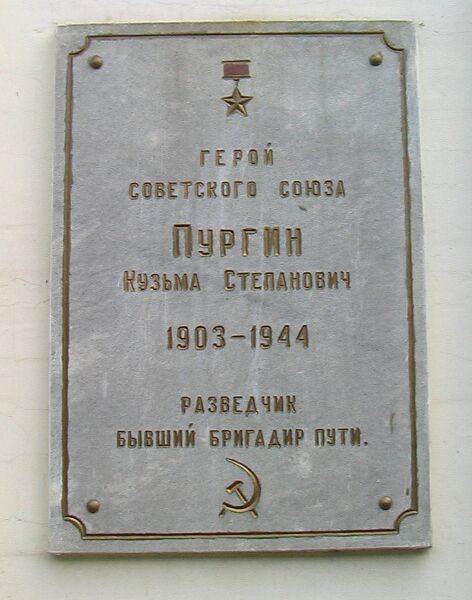 ГЕРОЙ
СОВЕТСКОГО СОЮЗА
ПУРГИН
КУЗЬМА СТЕПАНОВИЧ
1903-1944
РАЗВЕДЧИК
БЫВШИЙ БРИГАДИР ПУТИ.